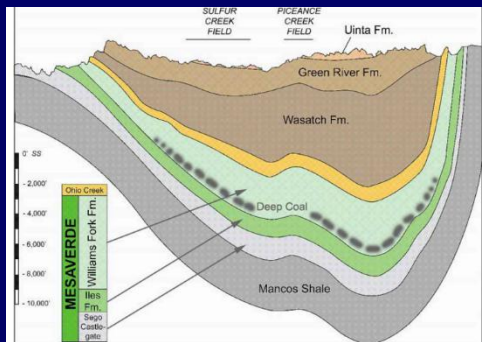 SULFUR
CREEK
FIELD
PICEANCE
CREEK
FIELD
Uinta Fm.
Green River Fm.
Wasatch Fm.
0' SS
-2,000'
-4,000'
-6,000'
-8,000'
-10,000'
Ohio Creek
MESAVERDE
Williams Fork Fm.
Iles
Fm.
Sego
Castle-
gate
Deep Coal
Mancos Shale